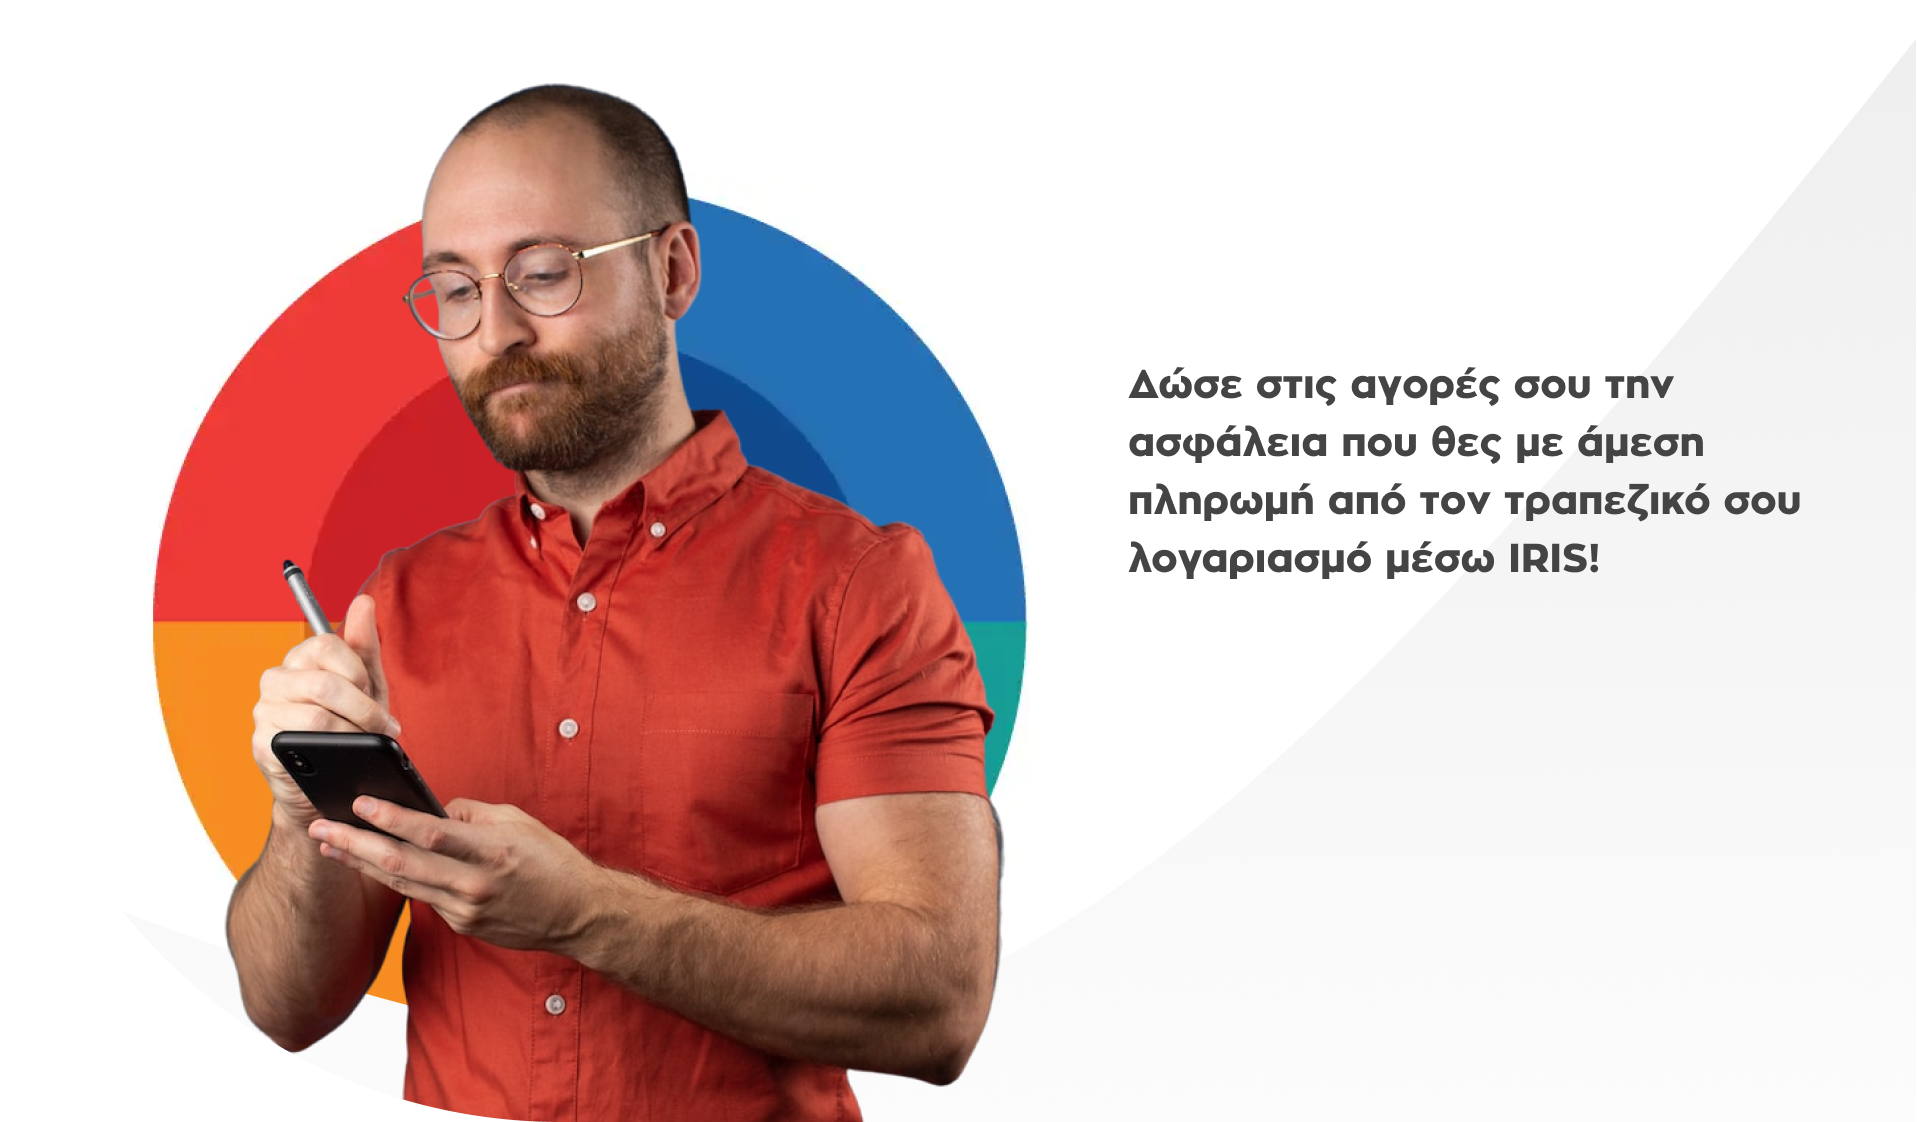 Δώσε στις αγορές σου την
ασφάλεια που θες με άμεση
πληρωμή από τον τραπεζικό σου
λογαριασμό μέσω IRIS!